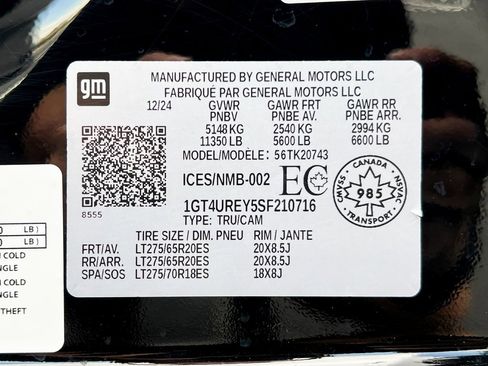 gm
MANUFACTURED BY GENERAL MOTORS LLC
FABRIQUÉ PAR GENERAL MOTORS LLC
12/24 GVWR GAWR FRT GAWR RR
PNBV PNBE AV. PNBE ARR.
5148 KG 2540 KG 2994 KG
11350 LB 5600 LB 6600 LB
MODEL/MODÈLE: 56TK20743
ICES/NMB-002 EC
CANADA
CMVSS NSVAC
985
TRANSPORT
8555
1GT4UREY5SF210716
TYPE: TRU/CAM
TIRE SIZE / DIM. PNEU RIM / JANTE
FRT/AV. LT275/65R20ES 20X8.5J
RR/ARR. LT275/65R20ES 20X8.5J
SPA/SOS LT275/70R18ES 18X8J
LB )
0 LB )
COLD
NGLE
COLD
NGLE
THEFT